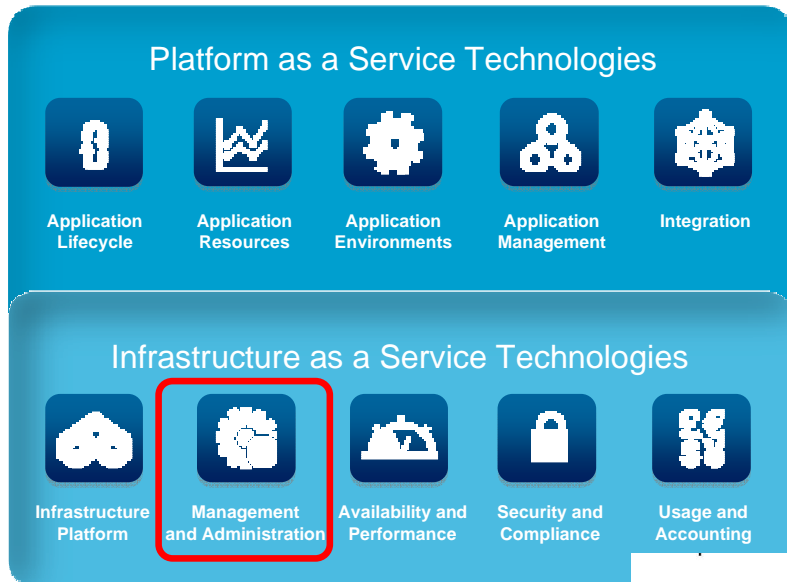 Platform as a Service Technologies
Application
Lifecycle
Application
Resources
Application
Environments
Application
Management
Integration
Infrastructure as a Service Technologies
Infrastructure
Platform
Management
and Administration
Availability and
Performance
Security and
Compliance
Usage and
Accounting